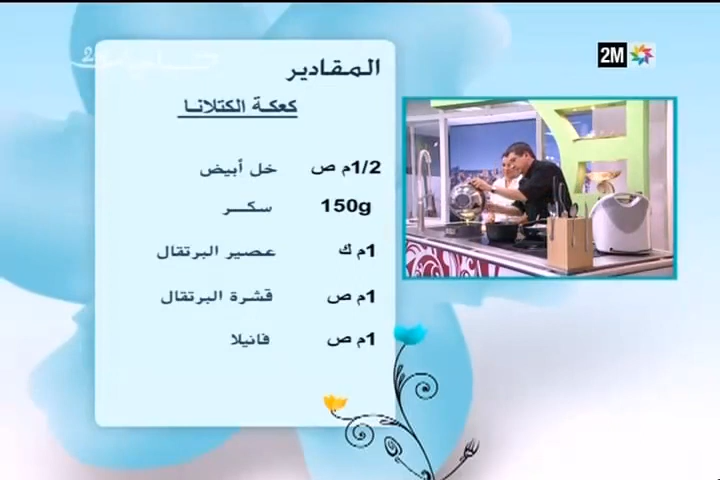 2M
المقادير
كعكة الكتلانا
1/2م ص خل أبيض
150g سكر
1م ك عصير البرتقال
1م ص قشرة البرتقال
1م ص فانيلا